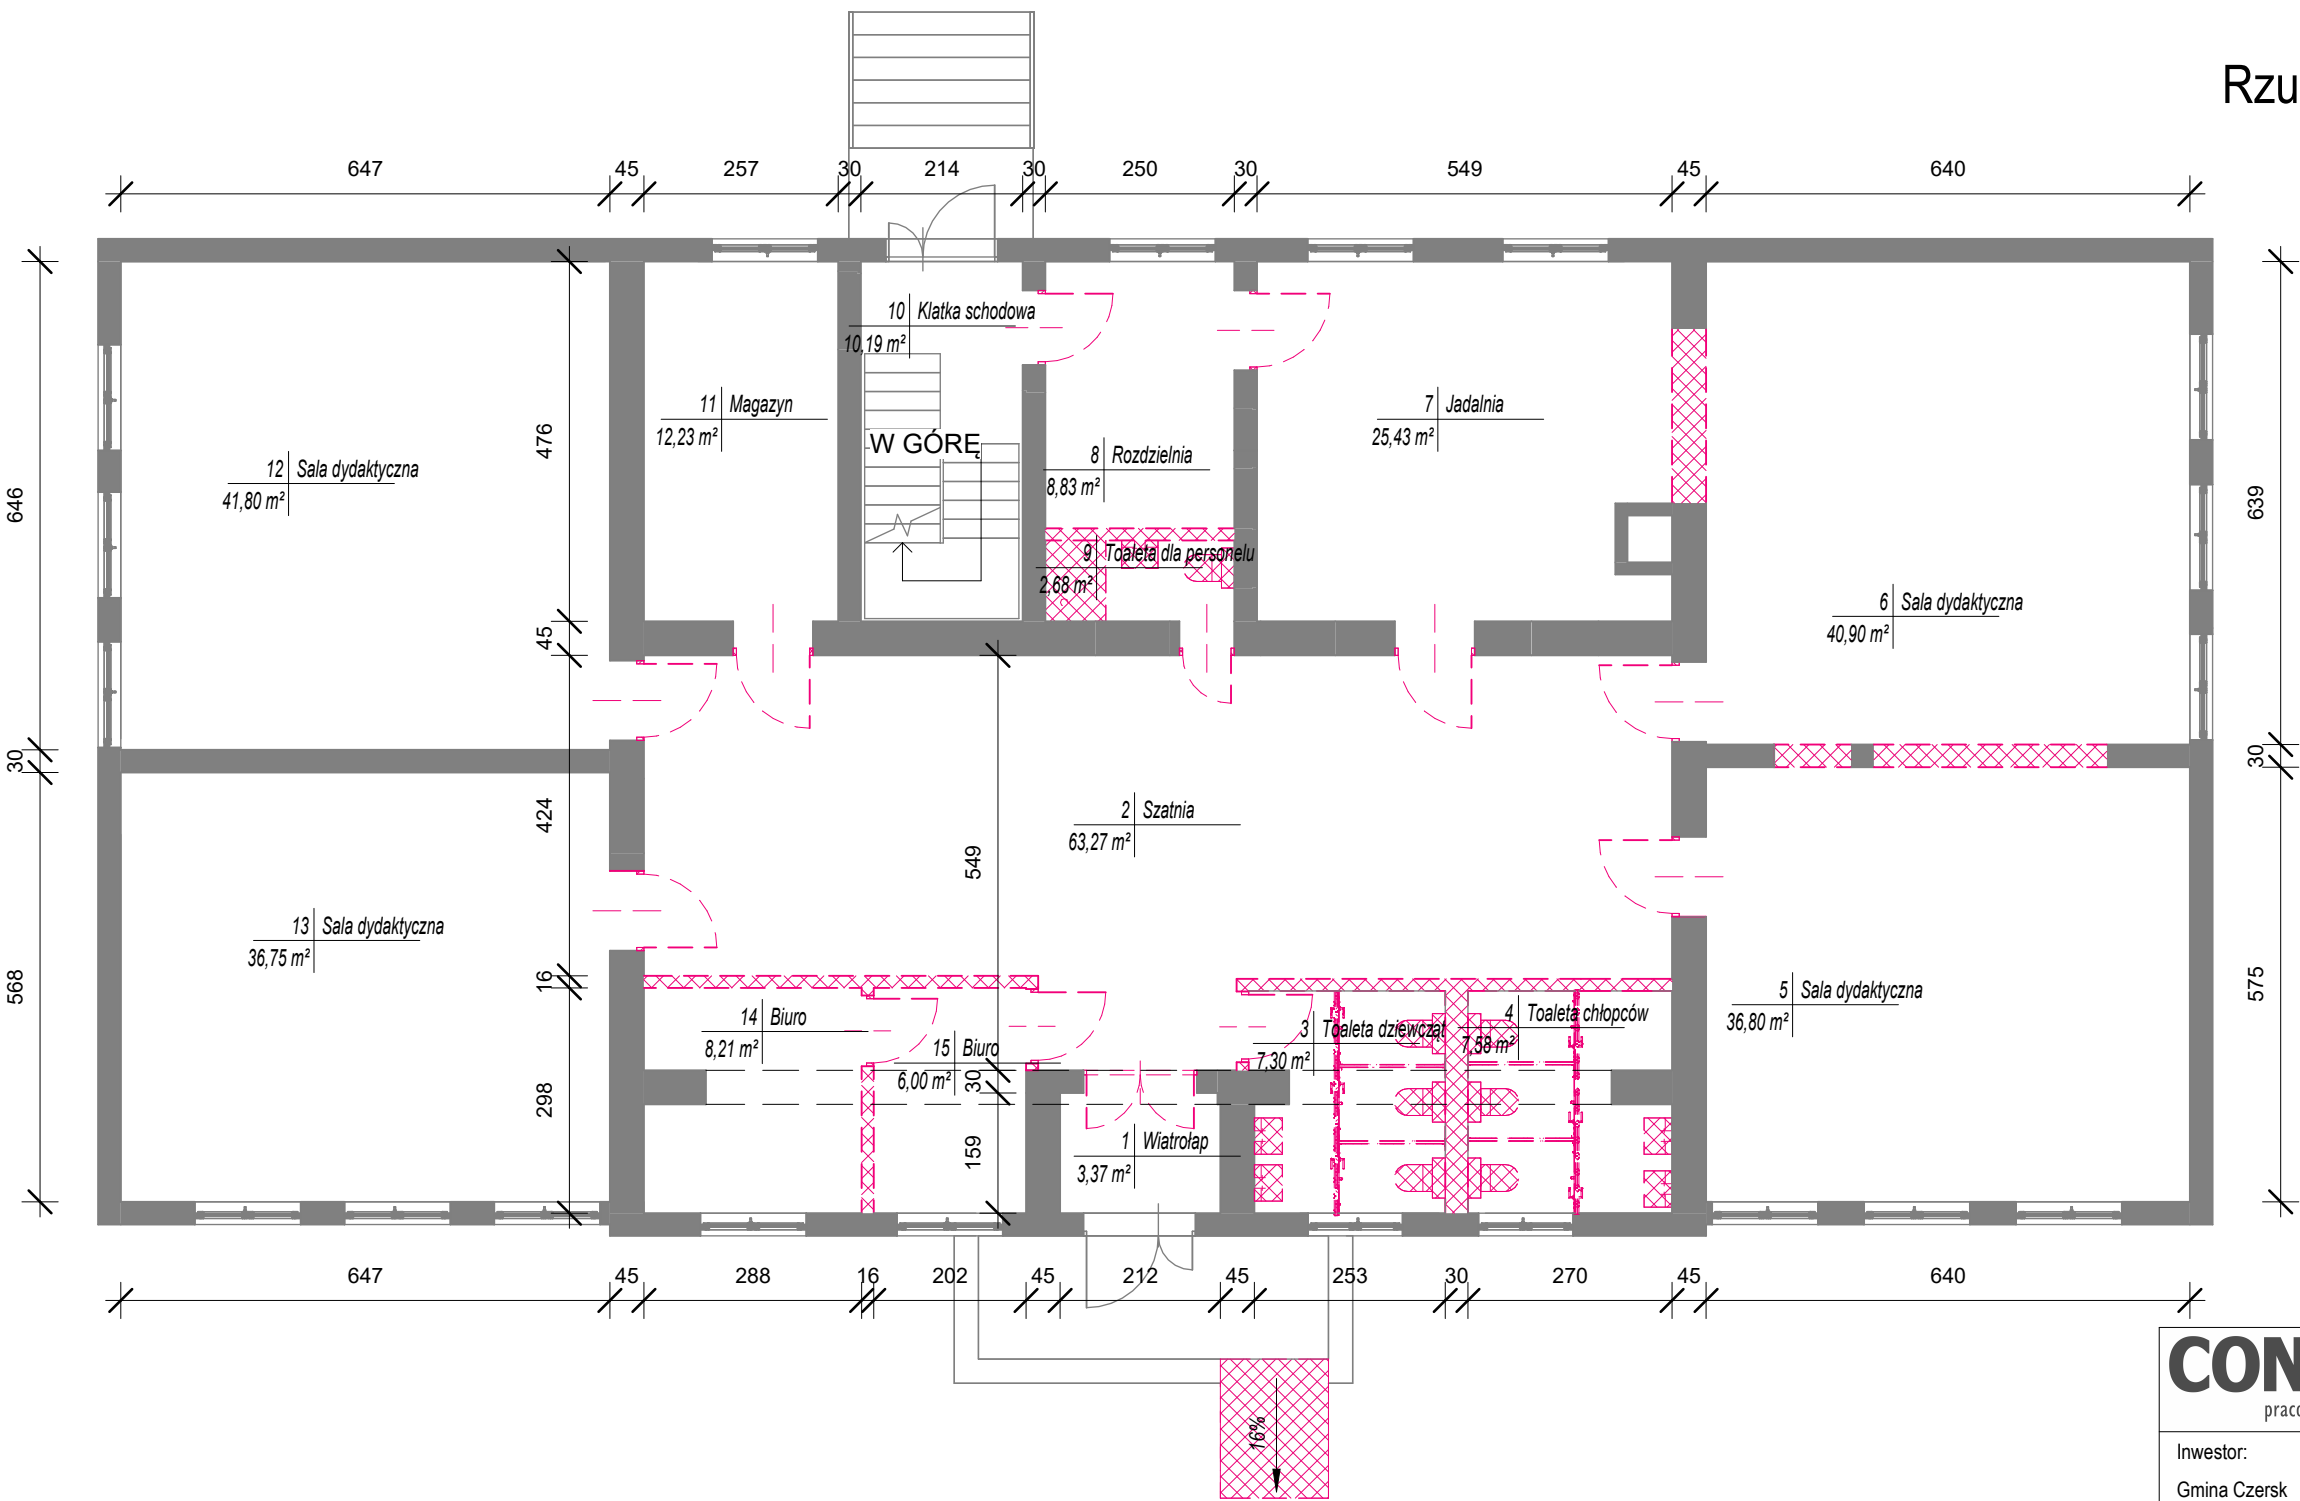 Rzu
647 45 257 30 214 30 250 30 549 45 640
10 Klatka schodowa
10,19 m²
11 Magazyn
12,23 m²
W GÓRĘ
7 Jadalnia
25,43 m²
8 Rozdzielnia
8,83 m²
12 Sala dydaktyczna
41,80 m²
9 Toaleta dla personelu
2,68 m²
6 Sala dydaktyczna
40,90 m²
646
30
568
476
45
424
16
298
549
30
159
639
30
575
2 Szatnia
63,27 m²
13 Sala dydaktyczna
36,75 m²
5 Sala dydaktyczna
36,80 m²
14 Biuro
8,21 m²
15 Biuro
6,00 m²
3 Toaleta dziewcząt
7,30 m²
4 Toaleta chłopców
7,58 m²
1 Wiatrołap
3,37 m²
647 45 288 16 202 45 212 45 253 30 270 45 640
16%
CON
prac
Inwestor:
Gmina Czersk